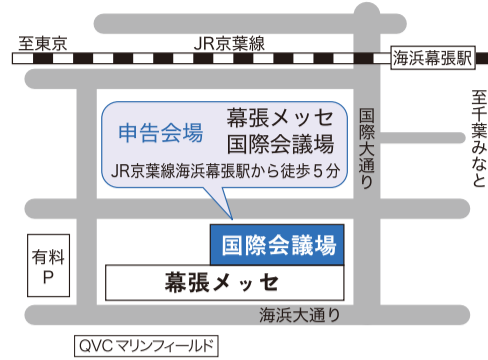 至東京
JR京葉線
海浜幕張駅
至千葉みなと
国際大通り
申告会場
幕張メッセ
国際会議場
JR京葉線海浜幕張駅から徒歩5分
国際会議場
幕張メッセ
有料
P
海浜大通り
QVCマリンフィールド